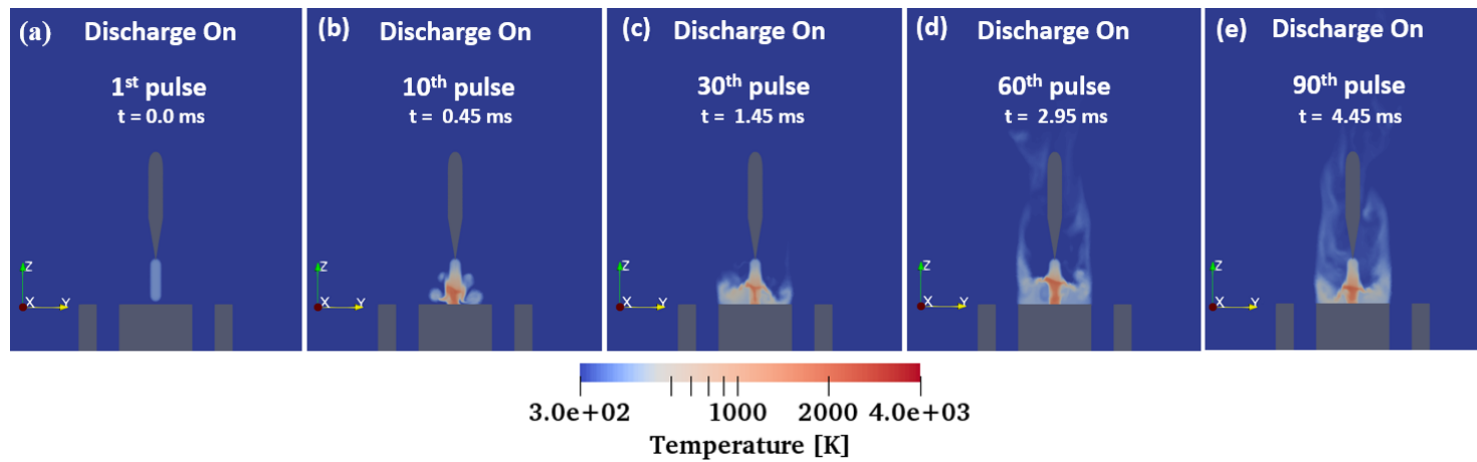 (a) Discharge On
1st pulse
t = 0.0 ms
Z
X Y
(b) Discharge On
10th pulse
t = 0.45 ms
Z
X Y
(c) Discharge On
30th pulse
t = 1.45 ms
Z
X Y
(d) Discharge On
60th pulse
t = 2.95 ms
Z
X Y
(e) Discharge On
90th pulse
t = 4.45 ms
Z
X Y
3.0e+02 1000 2000 4.0e+03
Temperature [K]